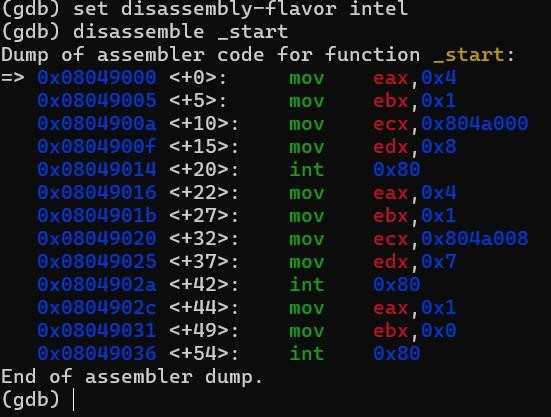 (gdb) set disassembly-flavor intel
(gdb) disassemble _start
Dump of assembler code for function _start:
=> 0x08049000 <+0>:     mov    eax,0x4
   0x08049005 <+5>:     mov    ebx,0x1
   0x0804900a <+10>:    mov    ecx,0x804a000
   0x0804900f <+15>:    mov    edx,0x8
   0x08049014 <+20>:    int    0x80
   0x08049016 <+22>:    mov    eax,0x4
   0x0804901b <+27>:    mov    ebx,0x1
   0x08049020 <+32>:    mov    ecx,0x804a008
   0x08049025 <+37>:    mov    edx,0x7
   0x0804902a <+42>:    int    0x80
   0x0804902c <+44>:    mov    eax,0x1
   0x08049031 <+49>:    mov    ebx,0x0
   0x08049036 <+54>:    int    0x80
End of assembler dump.
(gdb)